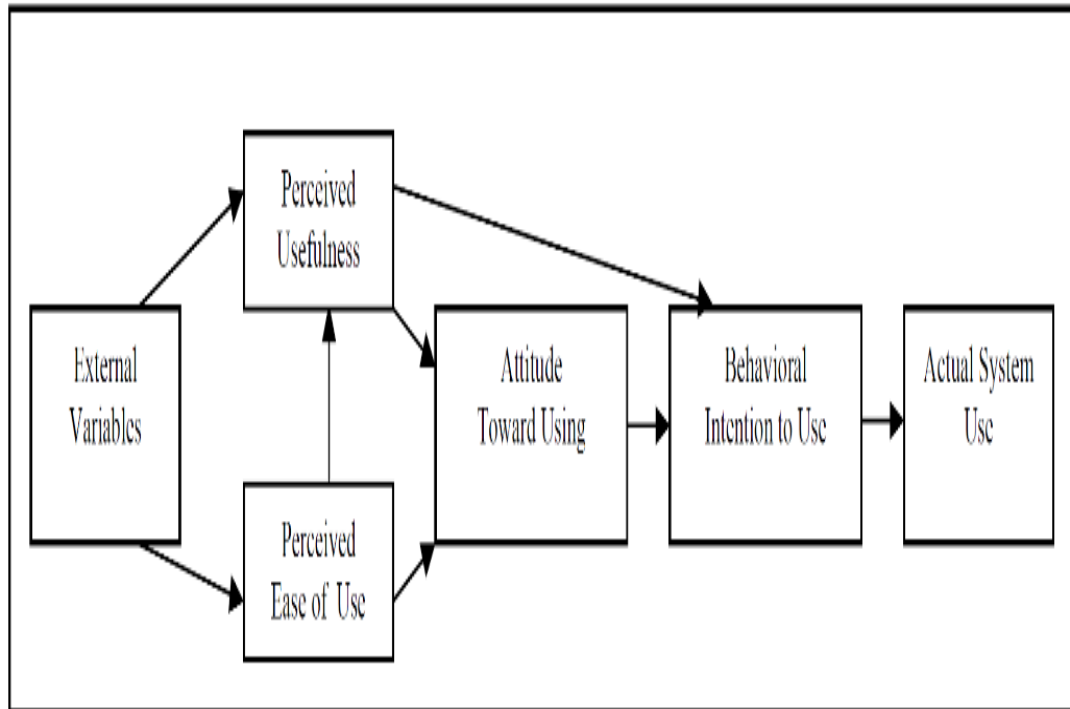 Perceived
Usefulness
External
Variables
Attitude
Toward Using
Behavioral
Intention to Use
Actual System
Use
Perceived
Ease of Use